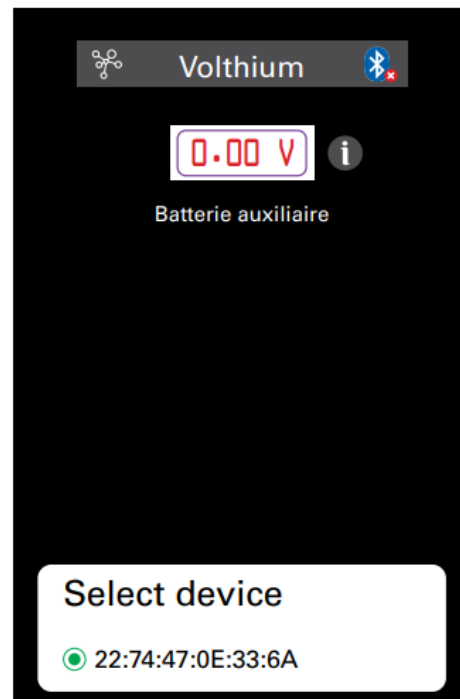 Volthium
0.00 V
Batterie auxiliaire
Select device
22:74:47:0E:33:6A